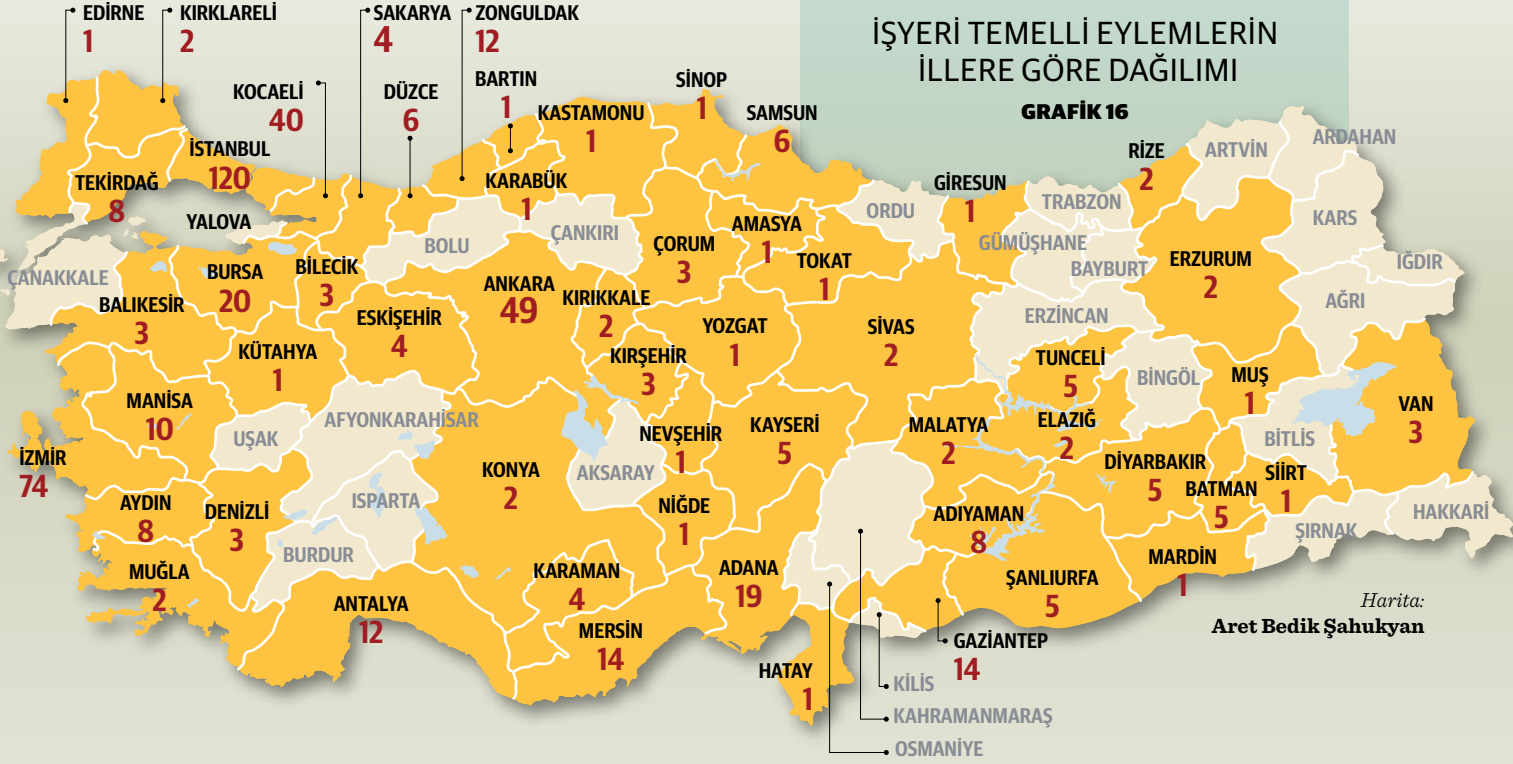 İŞYERİ TEMELLİ EYLEMLERİN
İLLERE GÖRE DAĞILIMI
GRAFİK 16
EDİRNE
1
KIRKLARELİ
2
SAKARYA
4
ZONGULDAK
12
KOCAELİ
40
DÜZCE
6
BARTIN
1
KASTAMONU
1
SİNOP
1
SAMSUN
6
RİZE
2
ARTVİN
ARDAHAN
İSTANBUL
120
TEKİRDAĞ
8
YALOVA
KARABÜK
1
BOLU
ÇANKIRI
ÇORUM
3
AMASYA
1
TOKAT
1
ORDU
GİRESUN
1
TRABZON
GÜMÜŞHANE
BAYBURT
ERZURUM
2
KARS
IĞDIR
AĞRI
ÇANAKKALE
BALIKESİR
3
BURSA
20
BİLECİK
3
ESKİŞEHİR
4
ANKARA
49
KIRIKKALE
2
KIRŞEHİR
3
YOZGAT
1
SİVAS
2
ERZİNCAN
TUNCELİ
5
BİNGÖL
MUŞ
1
VAN
3
KÜTAHYA
1
MANİSA
10
UŞAK
AFYONKARAHİSAR
İZMİR
74
AYDIN
8
DENİZLİ
3
ISPARTA
BURDUR
MUĞLA
2
ANTALYA
12
KONYA
2
AKSARAY
NEVŞEHİR
1
KAYSERİ
5
NİĞDE
1
KARAMAN
4
MERSİN
14
ADANA
19
HATAY
1
MALATYA
2
ELAZIĞ
2
DİYARBAKIR
5
BATMAN
5
SİİRT
1
BİTLİS
ŞIRNAK
HAKKARİ
ADIYAMAN
8
ŞANLIURFA
5
MARDİN
1
GAZİANTEP
14
KİLİS
KAHRAMANMARAŞ
OSMANİYE
Harita:
Aret Bedik Şahukyan